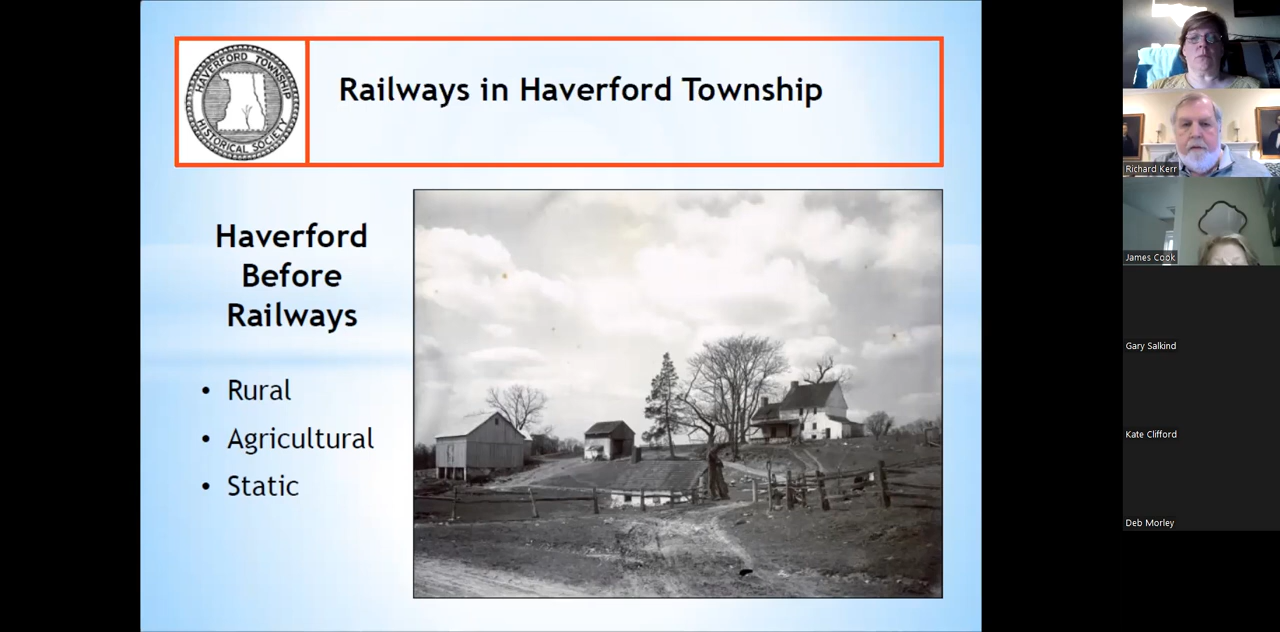 HAVERFORD TOWNSHIP
HISTORICAL SOCIETY
Railways in Haverford Township
Haverford
Before
Railways
• Rural
• Agricultural
• Static
Richard Kerr
James Cook
Gary Salkind
Kate Clifford
Deb Morley